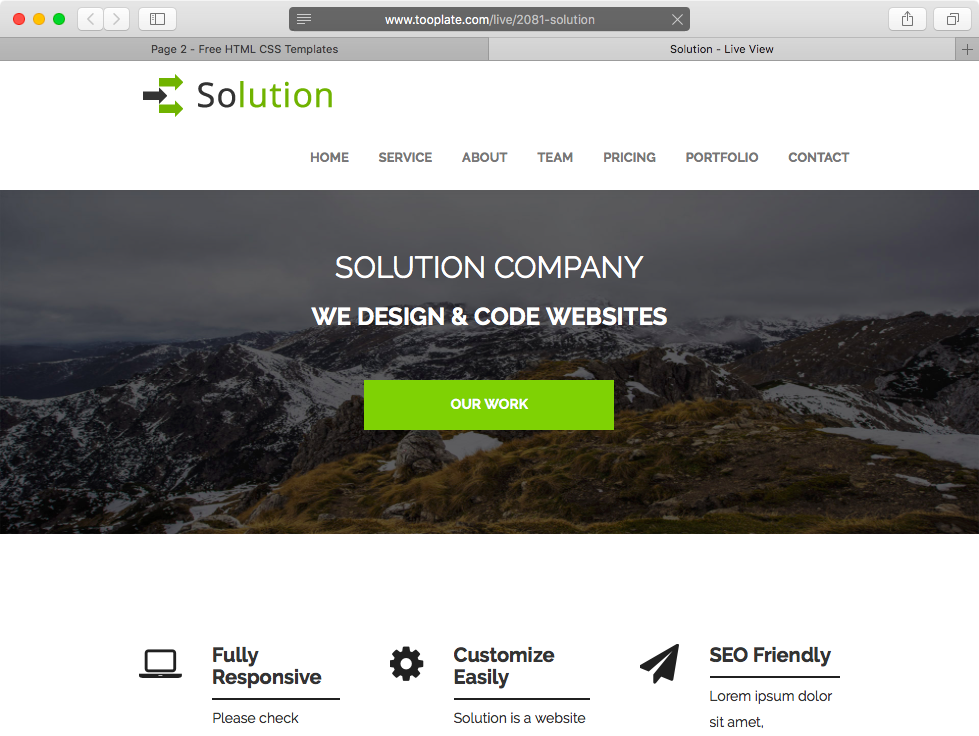 www.tooplate.com/live/2081-solution
Page 2 - Free HTML CSS Templates
Solution - Live View
Solution
HOME SERVICE ABOUT TEAM PRICING PORTFOLIO CONTACT
SOLUTION COMPANY
WE DESIGN & CODE WEBSITES
OUR WORK
Fully
Responsive
Please check
Customize
Easily
Solution is a website
SEO Friendly
Lorem ipsum dolor
sit amet,